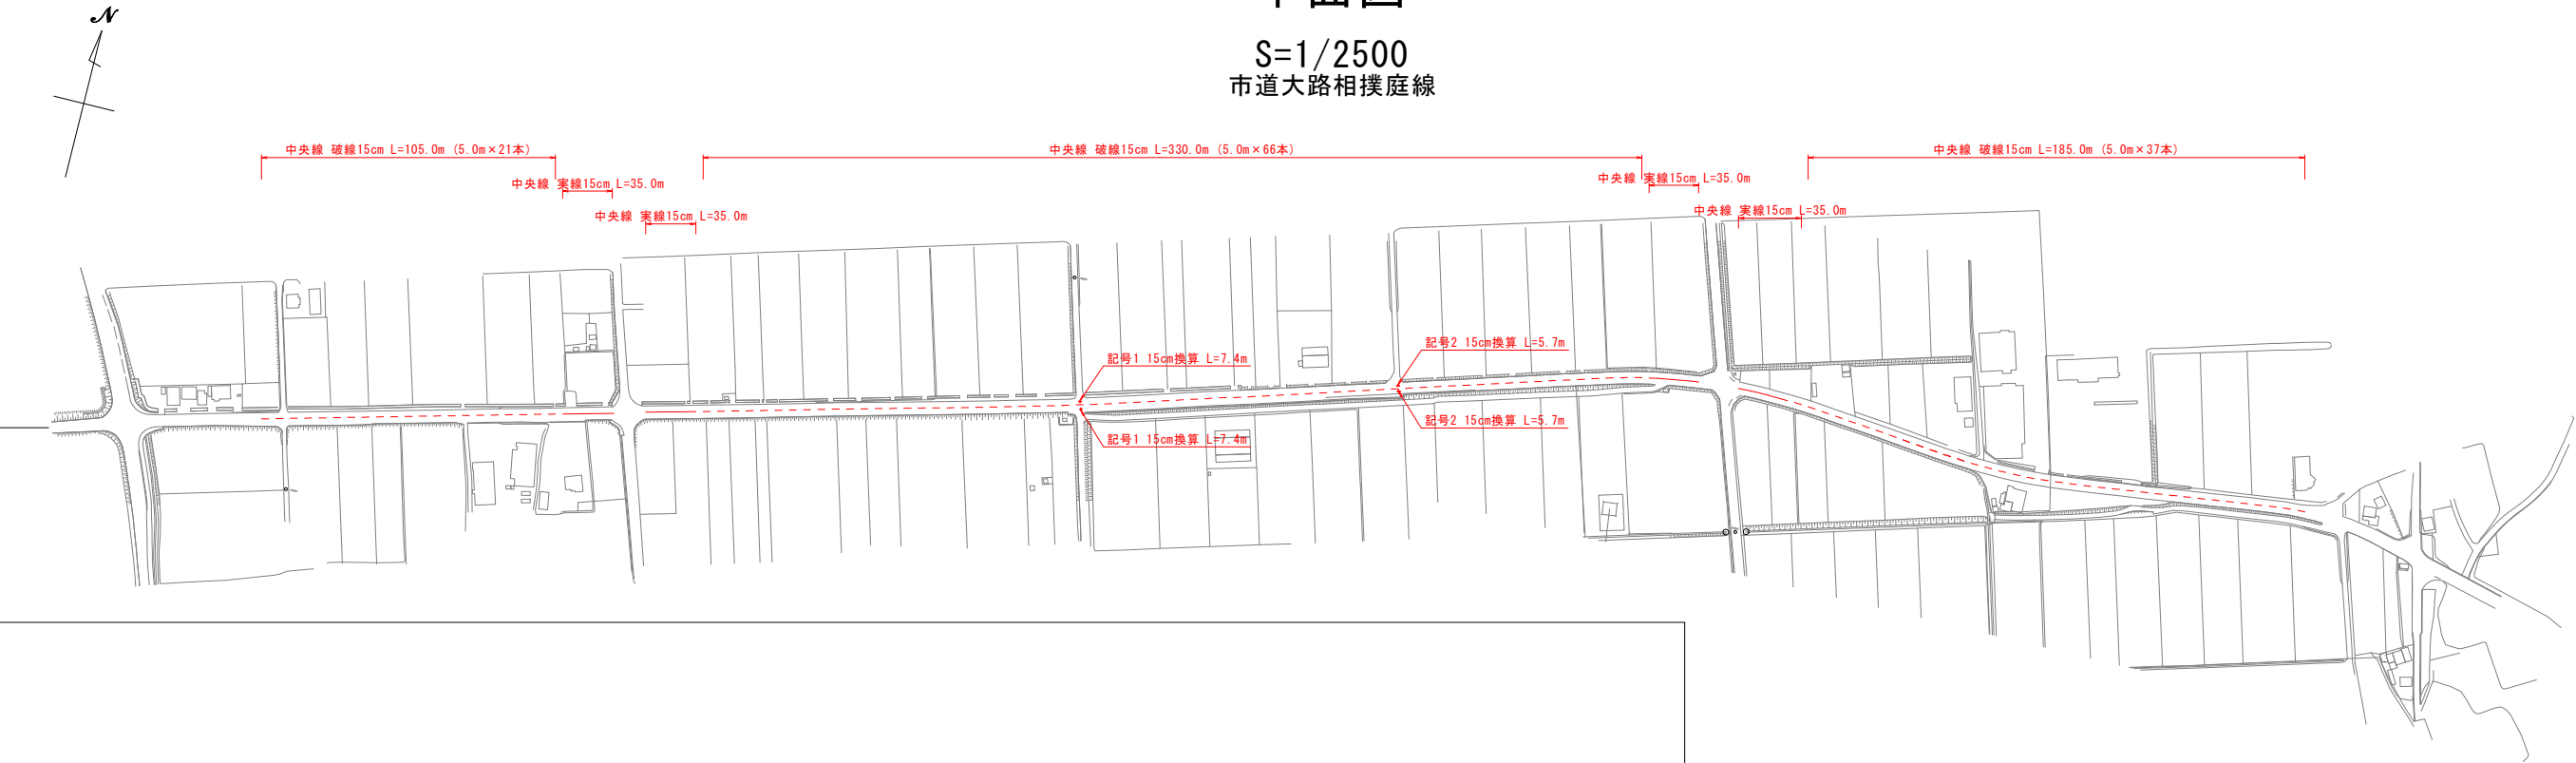 N
平面図
S=1/2500
市道大路相撲庭線
中央線 破線15cm L=105.0m (5.0m×21本)
中央線 破線15cm L=330.0m (5.0m×66本)
中央線 破線15cm L=185.0m (5.0m×37本)
中央線 実線15cm L=35.0m
中央線 実線15cm L=35.0m
中央線 実線15cm L=35.0m
中央線 実線15cm L=35.0m
記号1 15cm換算 L=7.4m
記号2 15cm換算 L=5.7m
記号1 15cm換算 L=7.4m
記号2 15cm換算 L=5.7m